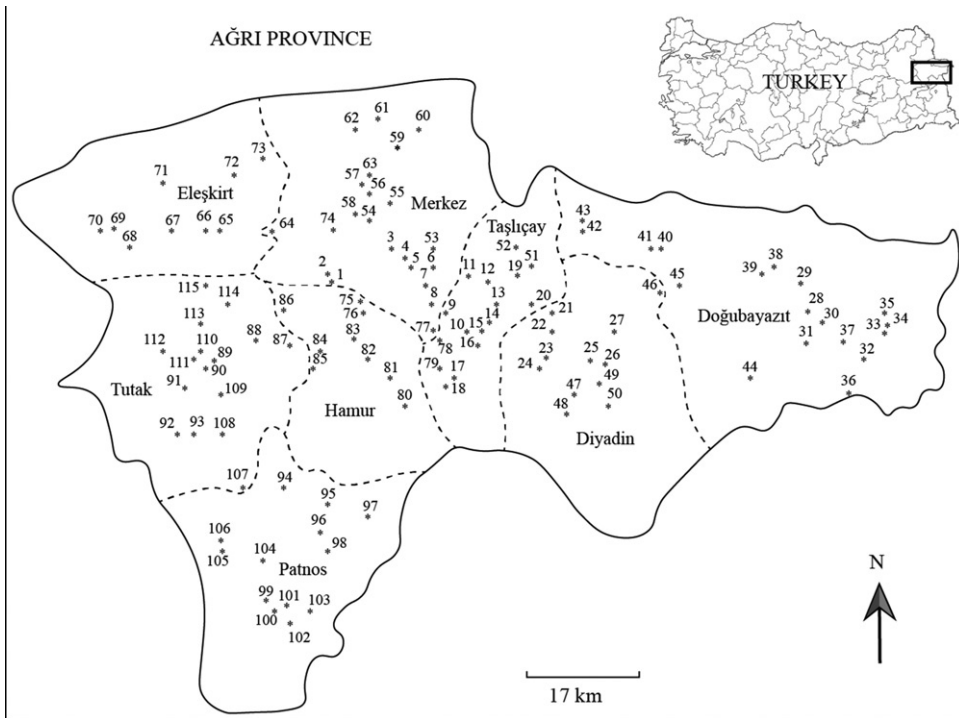 AĞRI PROVINCE
TURKEY
61
62 60
59
73
71 72 63
57 56
Eleşkirt 55
Merkez
58 54
70 69 67 66 65 64 74
68
43
42
Taşlıçay
3 4 53 52 51
5 6
41 40
2 1 7 11 12 19
39 38
29
46 45
115 114 86 75 8 9 13 20
76
Doğubayazıt
28 30 35
113 88 87 84 83 77 10 15 14 21
22 27
31 37 33 34
112 110 89 85 82 78 16
111 90
23 24 25 26 32
91 109 81 79 17
18
49
47 50
44 36
Tutak
Hamur 80
48
Diyadin
92 93 108
107 94
95
97
96
106
105 104 98
Patnos
99 101 103
100
102
N
17 km